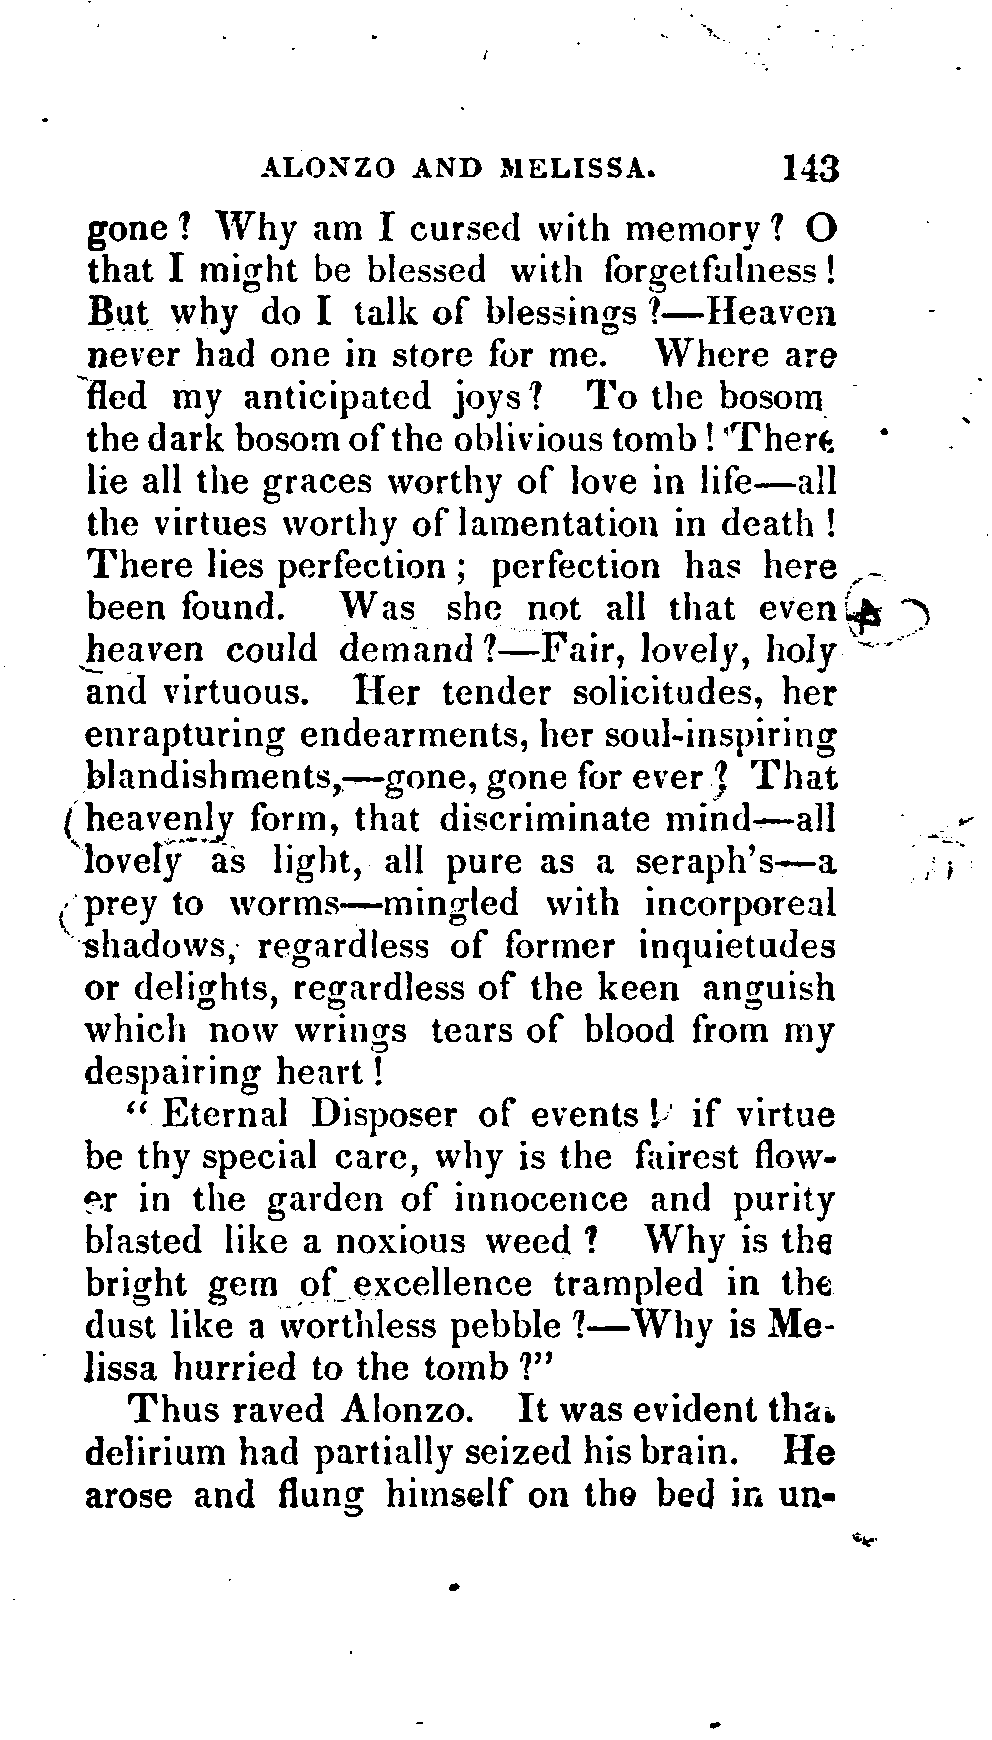 ALONZO AND MELISSA. 143
gone? Why am I cursed with memory? O
that I might be blessed with forgetfulness!
But why do I talk of blessings?—Heaven
never had one in store for me. Where are
fled my anticipated joys? To the bosom
the dark bosom of the oblivious tomb! There
lie all the graces worthy of love in life—all
the virtues worthy of lamentation in death!
There lies perfection; perfection has here
been found. Was she not all that even
heaven could demand?—Fair, lovely, holy
and virtuous. Her tender solicitudes, her
enrapturing endearments, her soul-inspiring
blandishments,—gone, gone for ever? That
heavenly form, that discriminate mind—all
lovely as light, all pure as a seraph's—a
prey to worms—mingled with incorporeal
shadows, regardless of former inquietudes
or delights, regardless of the keen anguish
which now wrings tears of blood from my
despairing heart!
" Eternal Disposer of events! if virtue
be thy special care, why is the fairest flow-
er in the garden of innocence and purity
blasted like a noxious weed? Why is the
bright gem of excellence trampled in the
dust like a worthless pebble?—Why is Me-
lissa hurried to the tomb?"
Thus raved Alonzo. It was evident that
delirium had partially seized his brain. He
arose and flung himself on the bed in un-